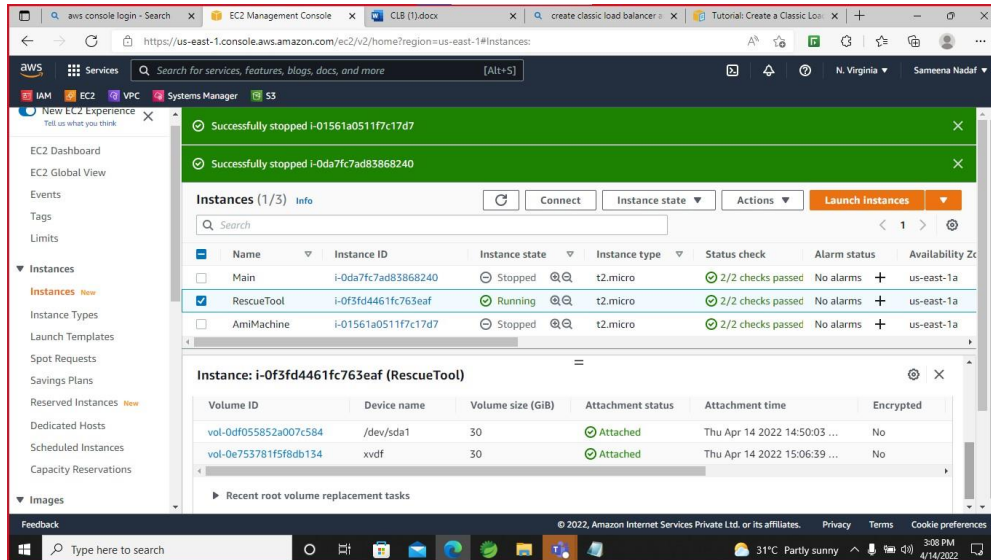 aws console login - Search
EC2 Management Console
CLB (1).docx
create classic load balancer a
Tutorial: Create a Classic Loa
https://us-east-1.console.aws.amazon.com/ec2/v2/home?region=us-east-1#Instances:
aws Services Search for services, features, blogs, docs, and more [Alt+S] N. Virginia Sameena Nadaf
IAM EC2 VPC Systems Manager S3
New EC2 Experience
Tell us what you think
EC2 Dashboard
EC2 Global View
Events
Tags
Limits
Instances
Instances New
Instance Types
Launch Templates
Spot Requests
Savings Plans
Reserved Instances New
Dedicated Hosts
Scheduled Instances
Capacity Reservations
Images
Successfully stopped i-01561a0511f7c17d7
Successfully stopped i-0da7fc7ad83868240
Instances (1/3) Info Connect Instance state Actions Launch instances
Search 1
Name Instance ID Instance state Instance type Status check Alarm status Availability Zo
Main i-0da7fc7ad83868240 Stopped t2.micro 2/2 checks passed No alarms + us-east-1a
RescueTool i-0f3fd4461fc763eaf Running t2.micro 2/2 checks passed No alarms + us-east-1a
AmiMachine i-01561a0511f7c17d7 Stopped t2.micro 2/2 checks passed No alarms + us-east-1a
Instance: i-0f3fd4461fc763eaf (RescueTool)
Volume ID Device name Volume size (GiB) Attachment status Attachment time Encrypted
vol-0df055852a007c584 /dev/sda1 30 Attached Thu Apr 14 2022 14:50:03 ... No
vol-0e753781f5f8db134 xvdf 30 Attached Thu Apr 14 2022 15:06:39 ... No
Recent root volume replacement tasks
Feedback © 2022, Amazon Internet Services Private Ltd. or its affiliates. Privacy Terms Cookie preferences
Type here to search 31°C Partly sunny 3:08 PM
4/14/2022